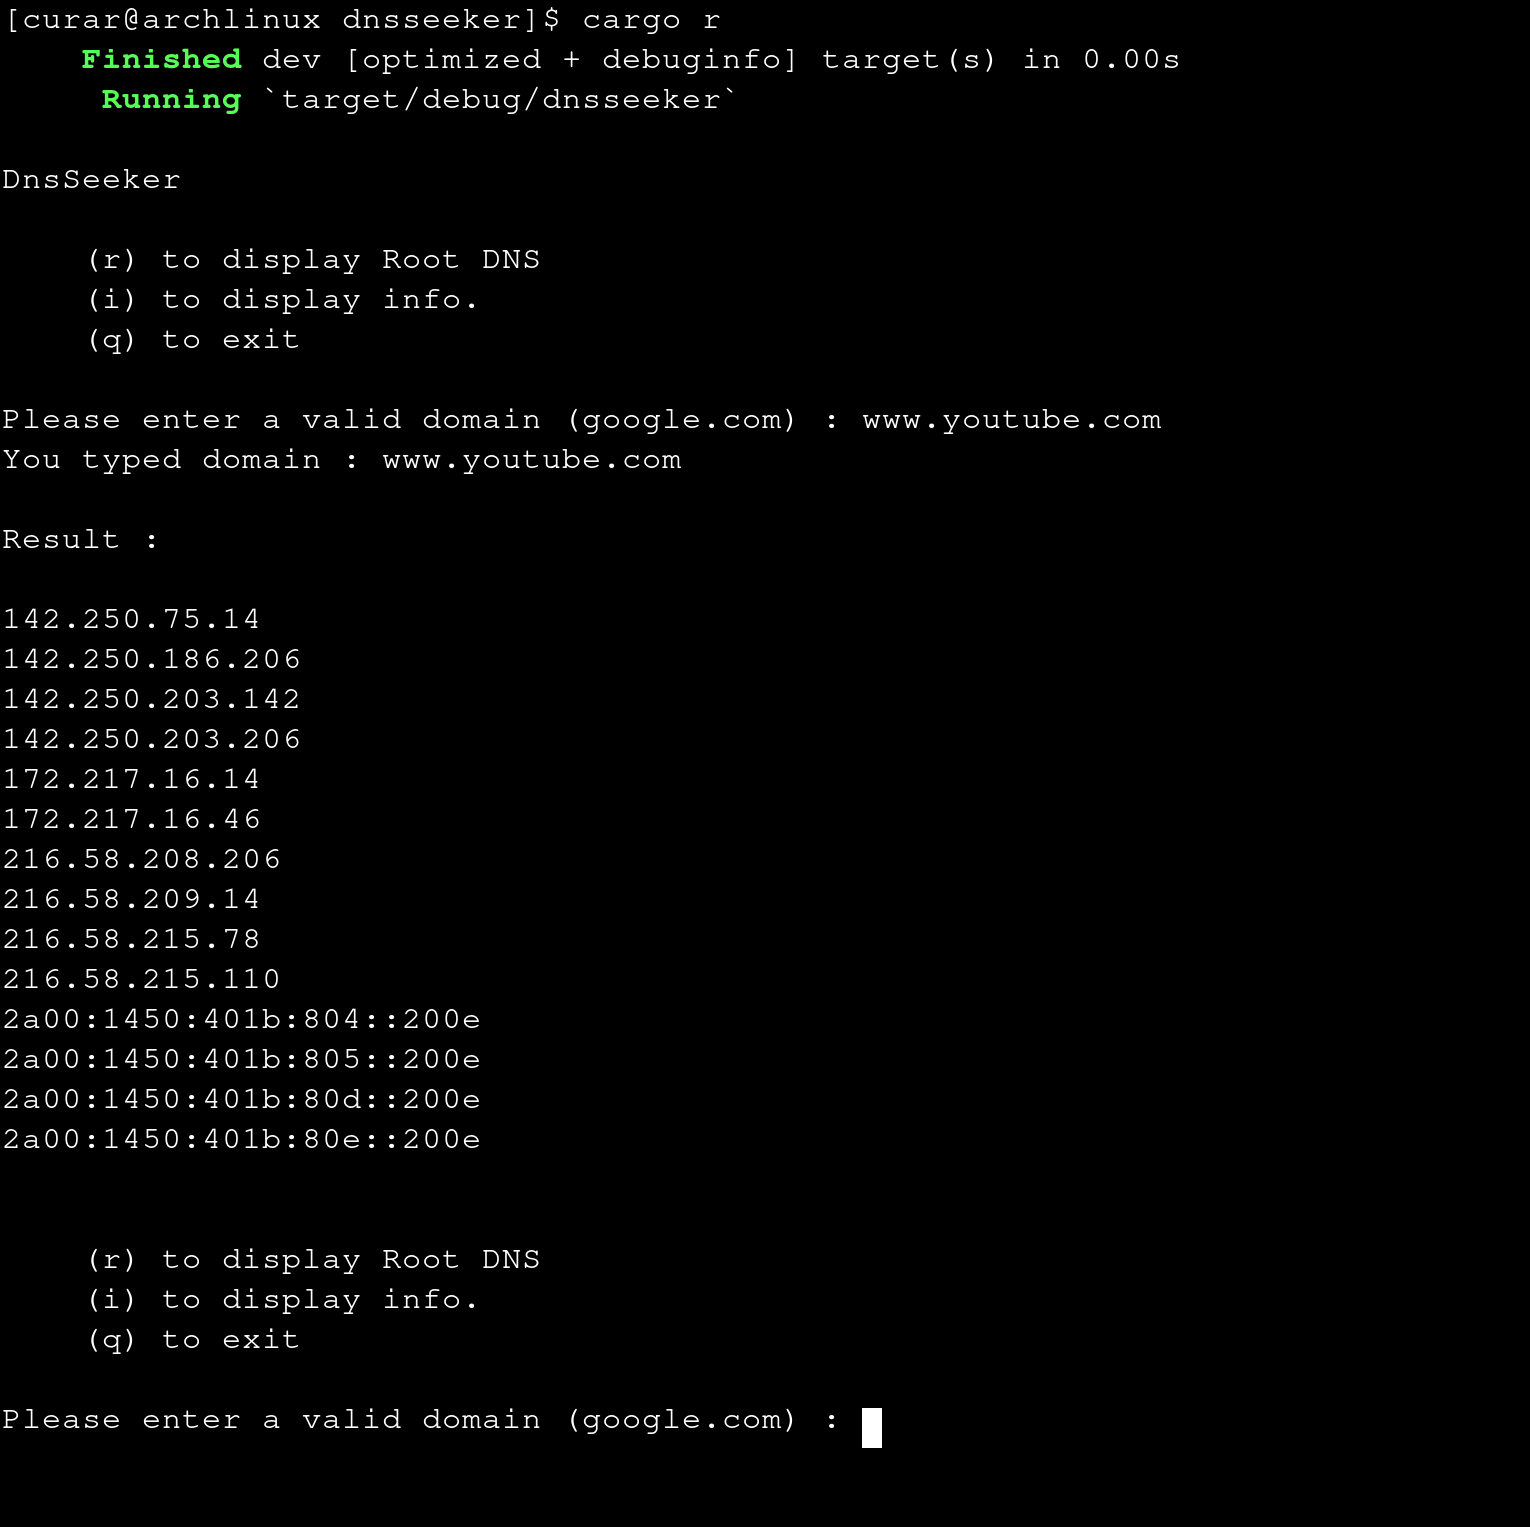 [curar@archlinux dnsseeker]$ cargo r
Finished dev [optimized + debuginfo] target(s) in 0.00s
Running `target/debug/dnsseeker`
DnsSeeker
(r) to display Root DNS
(i) to display info.
(q) to exit
Please enter a valid domain (google.com) : www.youtube.com
You typed domain : www.youtube.com
Result :
142.250.75.14
142.250.186.206
142.250.203.142
142.250.203.206
172.217.16.14
172.217.16.46
216.58.208.206
216.58.209.14
216.58.215.78
216.58.215.110
2a00:1450:401b:804::200e
2a00:1450:401b:805::200e
2a00:1450:401b:80d::200e
2a00:1450:401b:80e::200e
(r) to display Root DNS
(i) to display info.
(q) to exit
Please enter a valid domain (google.com) :